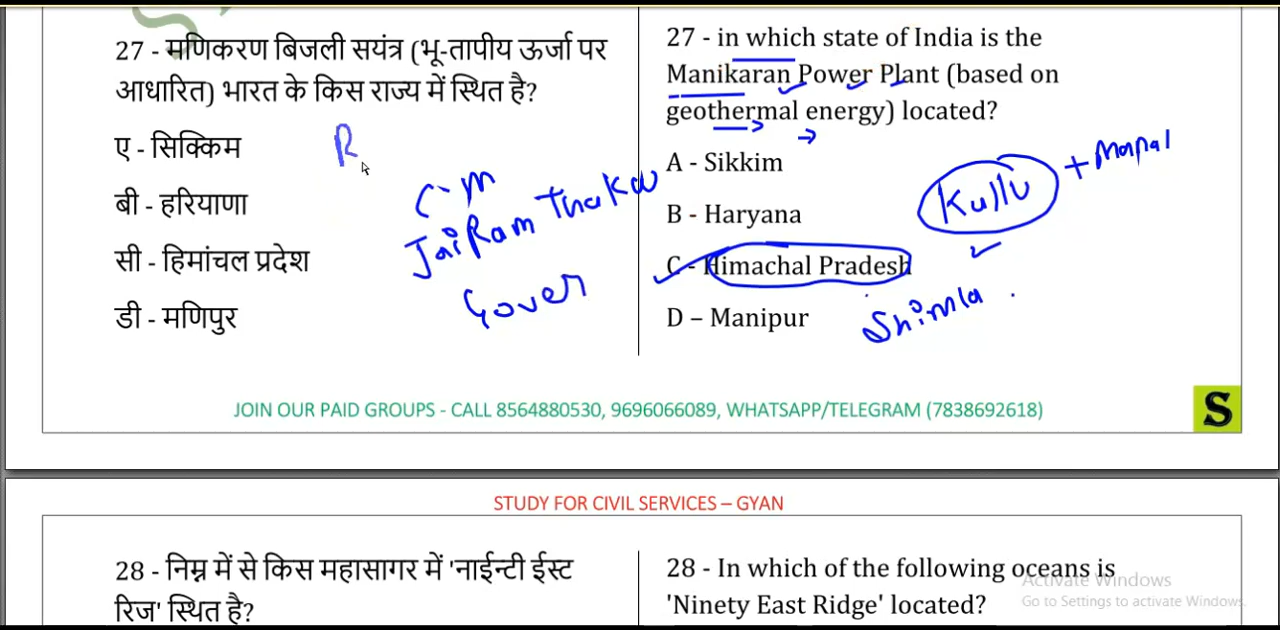 27 - मणिकरण बिजली सयंत्र (भू-तापीय ऊर्जा पर
आधारित) भारत के किस राज्य में स्थित है?
ए - सिक्किम
बी - हरियाणा
सी - हिमांचल प्रदेश
डी - मणिपुर
R
C-M
JaiRam Thakur
Gover
27 - in which state of India is the
Manikaran Power Plant (based on
geothermal energy) located?
A - Sikkim
B - Haryana
C - Himachal Pradesh
D – Manipur
Kullu
Shimla
JOIN OUR PAID GROUPS - CALL 8564880530, 9696066089, WHATSAPP/TELEGRAM (7838692618)
S
STUDY FOR CIVIL SERVICES – GYAN
28 - निम्न में से किस महासागर में 'नाईन्टी ईस्ट
रिज' स्थित है?
28 - In which of the following oceans is
'Ninety East Ridge' located?
Activate Windows
Go to Settings to activate Windows.